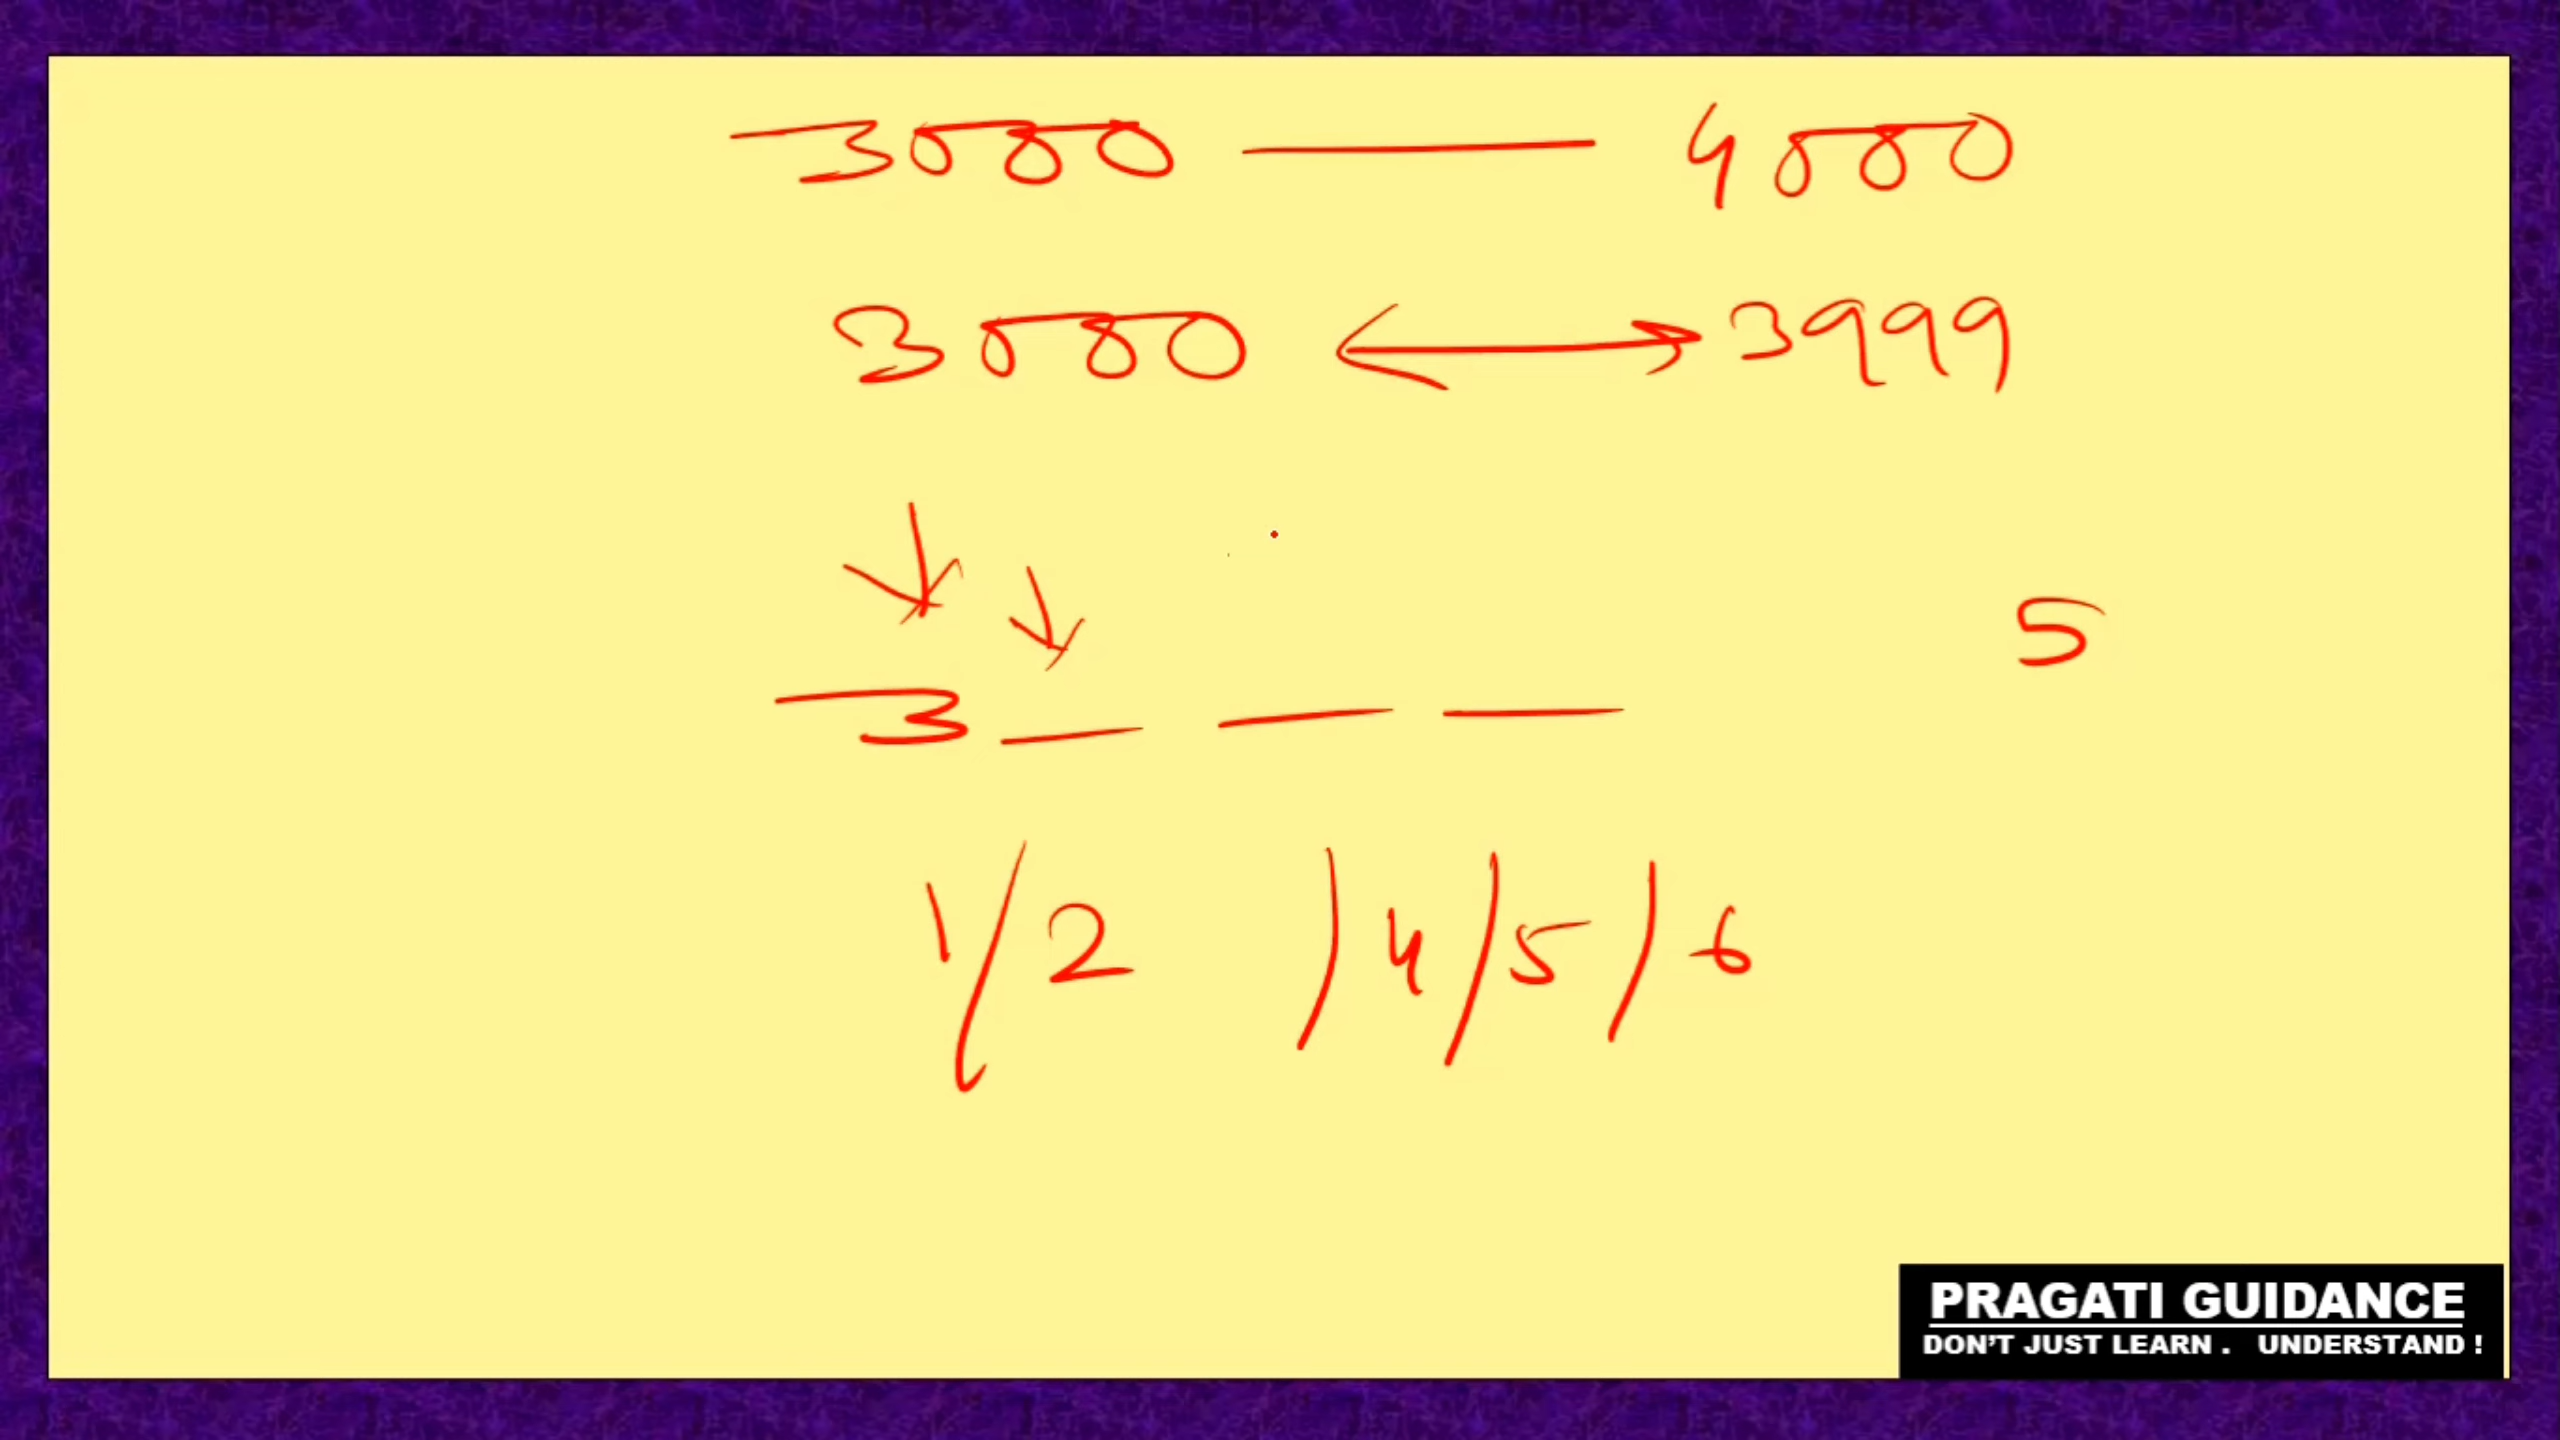 3000 — 4000
3000 ↔ 3999
5
3 _ _ _
1/2 /4/5/6
PRAGATI GUIDANCE
DON'T JUST LEARN. UNDERSTAND!